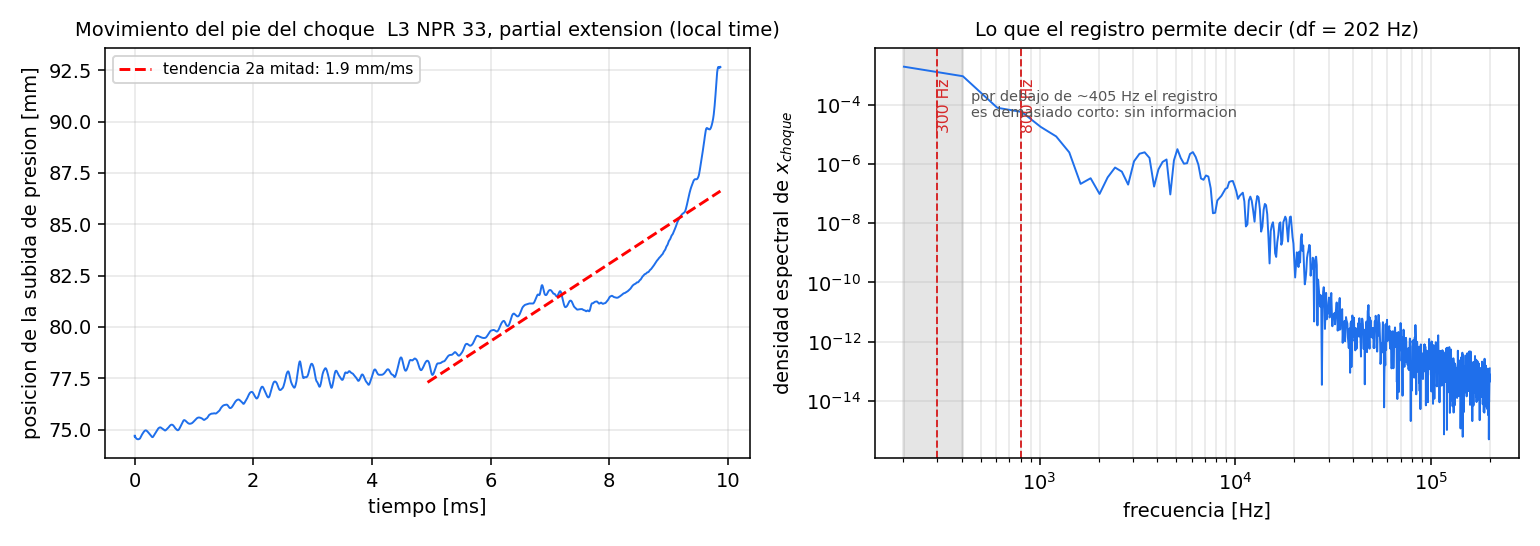 Movimiento del pie del choque  L3 NPR 33, partial extension (local time)
tendencia 2a mitad: 1.9 mm/ms
posicion de la subida de presion [mm]
92.5
90.0
87.5
85.0
82.5
80.0
77.5
75.0
0 2 4 6 8 10
tiempo [ms]
Lo que el registro permite decir (df = 202 Hz)
300 Hz
800 Hz
por debajo de ~405 Hz el registro
es demasiado corto: sin informacion
densidad espectral de x_choque
10^-4
10^-6
10^-8
10^-10
10^-12
10^-14
10^3 10^4 10^5
frecuencia [Hz]